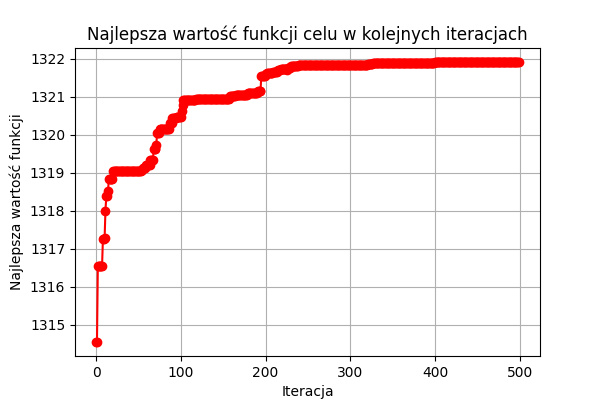 Najlepsza wartość funkcji celu w kolejnych iteracjach
Najlepsza wartość funkcji
1322
1321
1320
1319
1318
1317
1316
1315
0 100 200 300 400 500
Iteracja